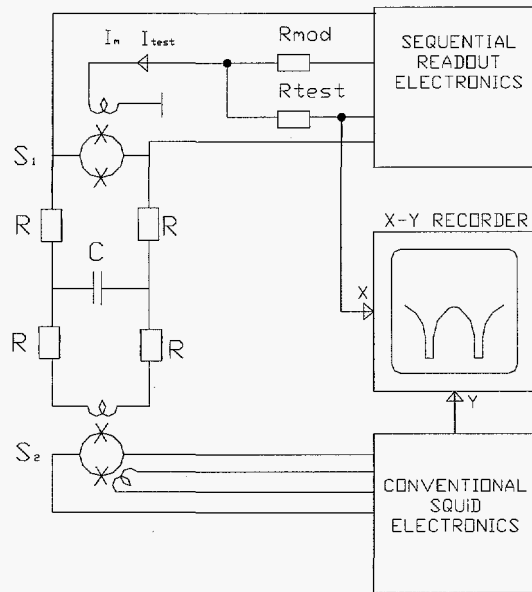 Iₘ Iₜₑₛₜ
Rmod
SEQUENTIAL
READOUT
ELECTRONICS
Rtest
S₁
R
R
X-Y RECORDER
C
X
R
R
Y
S₂
CONVENTIONAL
SQUID
ELECTRONICS